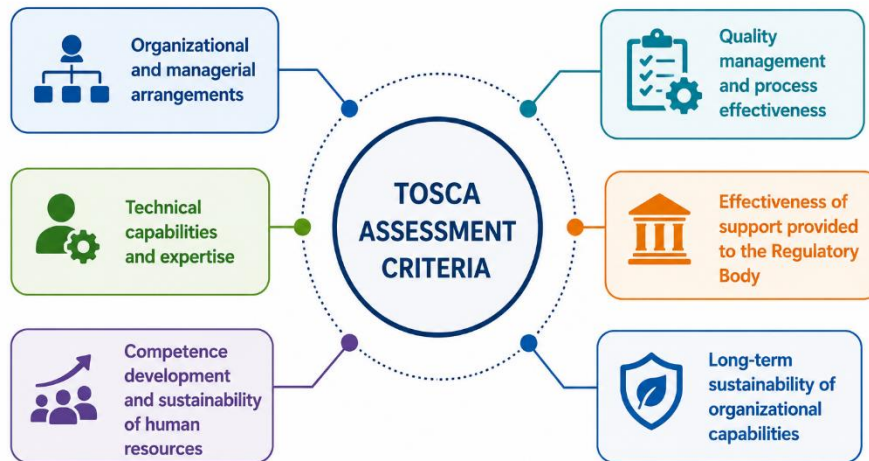 Organizational
and managerial
arrangements
Technical
capabilities
and expertise
Competence
development
and sustainability
of human
resources
TOSCA
ASSESSMENT
CRITERIA
Quality
management
and process
effectiveness
Effectiveness of
support provided
to the Regulatory
Body
Long-term
sustainability of
organizational
capabilities